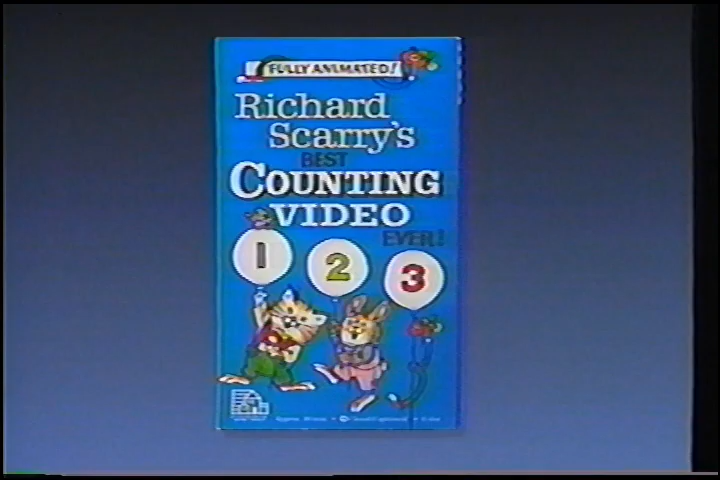 FULLY ANIMATED!
Richard
Scarry's
BEST
COUNTING
VIDEO
EVER!
1 2 3